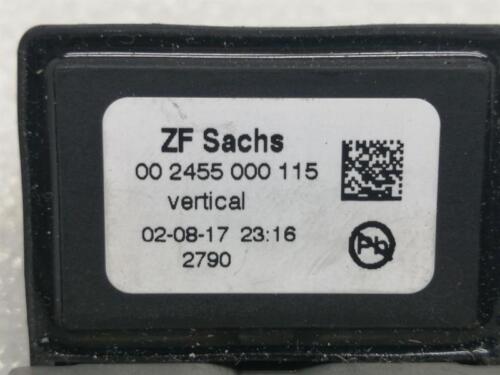 ZF Sachs
00 2455 000 115
vertical
02-08-17 23:16
2790
Pb